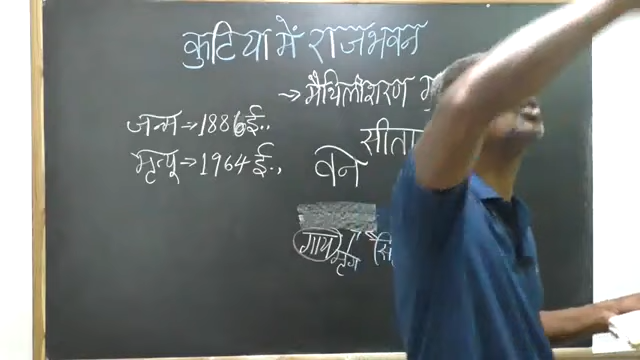 कुटिया में राजभवन
→ मैथिलीशरण
जन्म → 1886 ई.,
मृत्यू → 1964 ई.,
सीता
वने
गाय
मृग